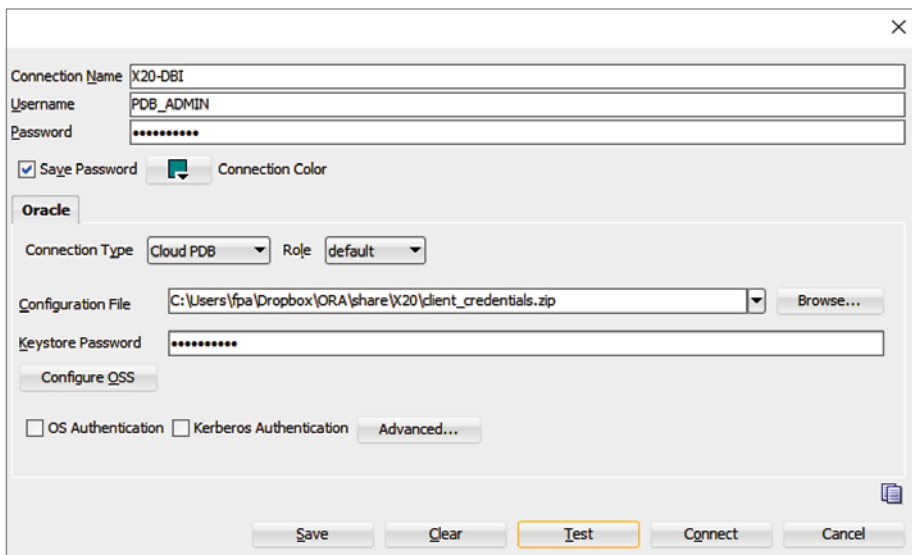 Connection Name X20-DBI
Username PDB_ADMIN
Password ••••••••••
Save Password Connection Color
Oracle
Connection Type Cloud PDB Role default
Configuration File C:\Users\fpa\Dropbox\ORA\share\X20\client_credentials.zip Browse...
Keystore Password ••••••••••
Configure OSS
OS Authentication Kerberos Authentication Advanced...
Save Clear Test Connect Cancel